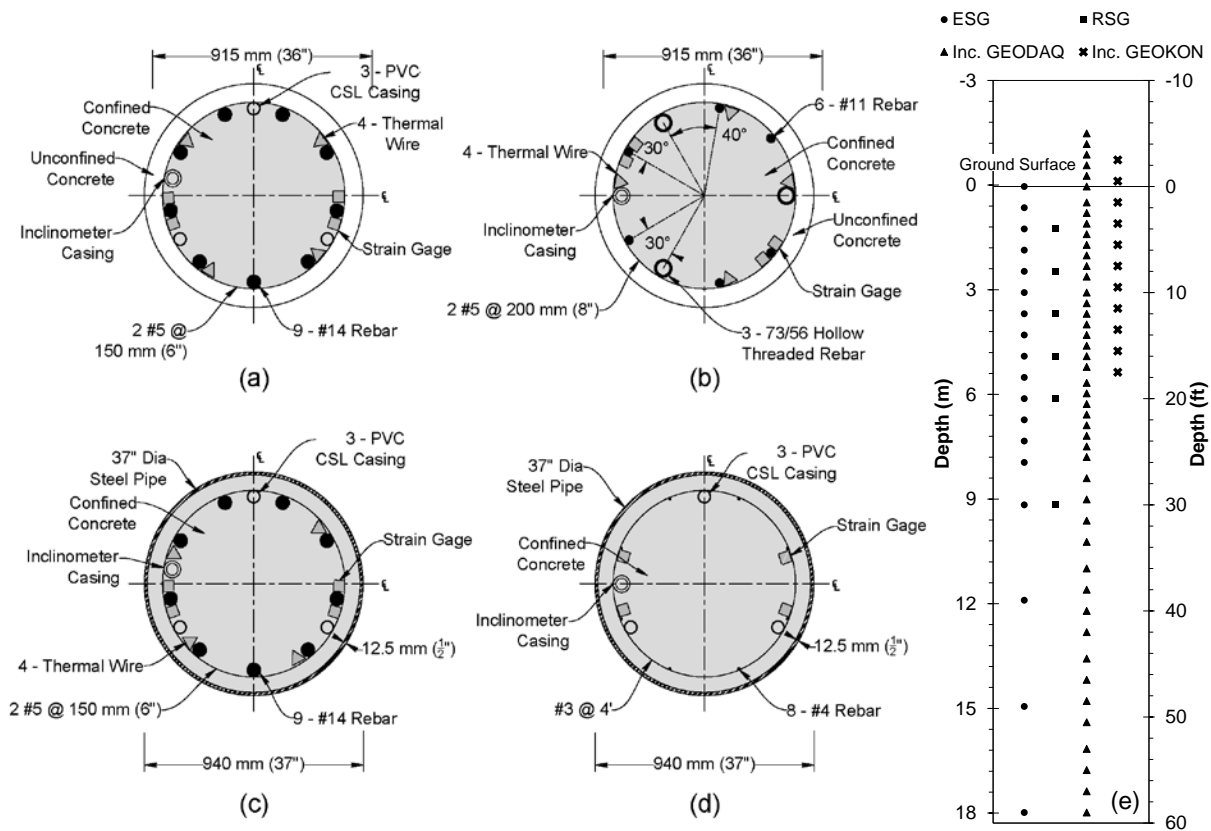 915 mm (36")
℄
3 - PVC
CSL Casing
Confined
Concrete
4 - Thermal
Wire
Unconfined
Concrete
℄
Inclinometer
Casing
Strain Gage
2 #5 @
150 mm (6")
9 - #14 Rebar
(a)
915 mm (36")
℄
6 - #11 Rebar
40°
30°
4 - Thermal Wire
Confined
Concrete
℄
Inclinometer
Casing
Unconfined
Concrete
30°
Strain Gage
2 #5 @ 200 mm (8")
3 - 73/56 Hollow
Threaded Rebar
(b)
3 - PVC
CSL Casing
℄
37" Dia
Steel Pipe
Confined
Concrete
Strain Gage
Inclinometer
Casing
℄
12.5 mm (½")
4 - Thermal Wire
2 #5 @ 150 mm (6")
9 - #14 Rebar
940 mm (37")
(c)
3 - PVC
CSL Casing
℄
37" Dia
Steel Pipe
Strain Gage
Confined
Concrete
℄
Inclinometer
Casing
12.5 mm (½")
#3 @ 4'
8 - #4 Rebar
940 mm (37")
(d)
ESG
RSG
Inc. GEODAQ
Inc. GEOKON
-3
0
3
6
9
12
15
18
Depth (m)
Ground Surface
-10
0
10
20
30
40
50
60
Depth (ft)
(e)